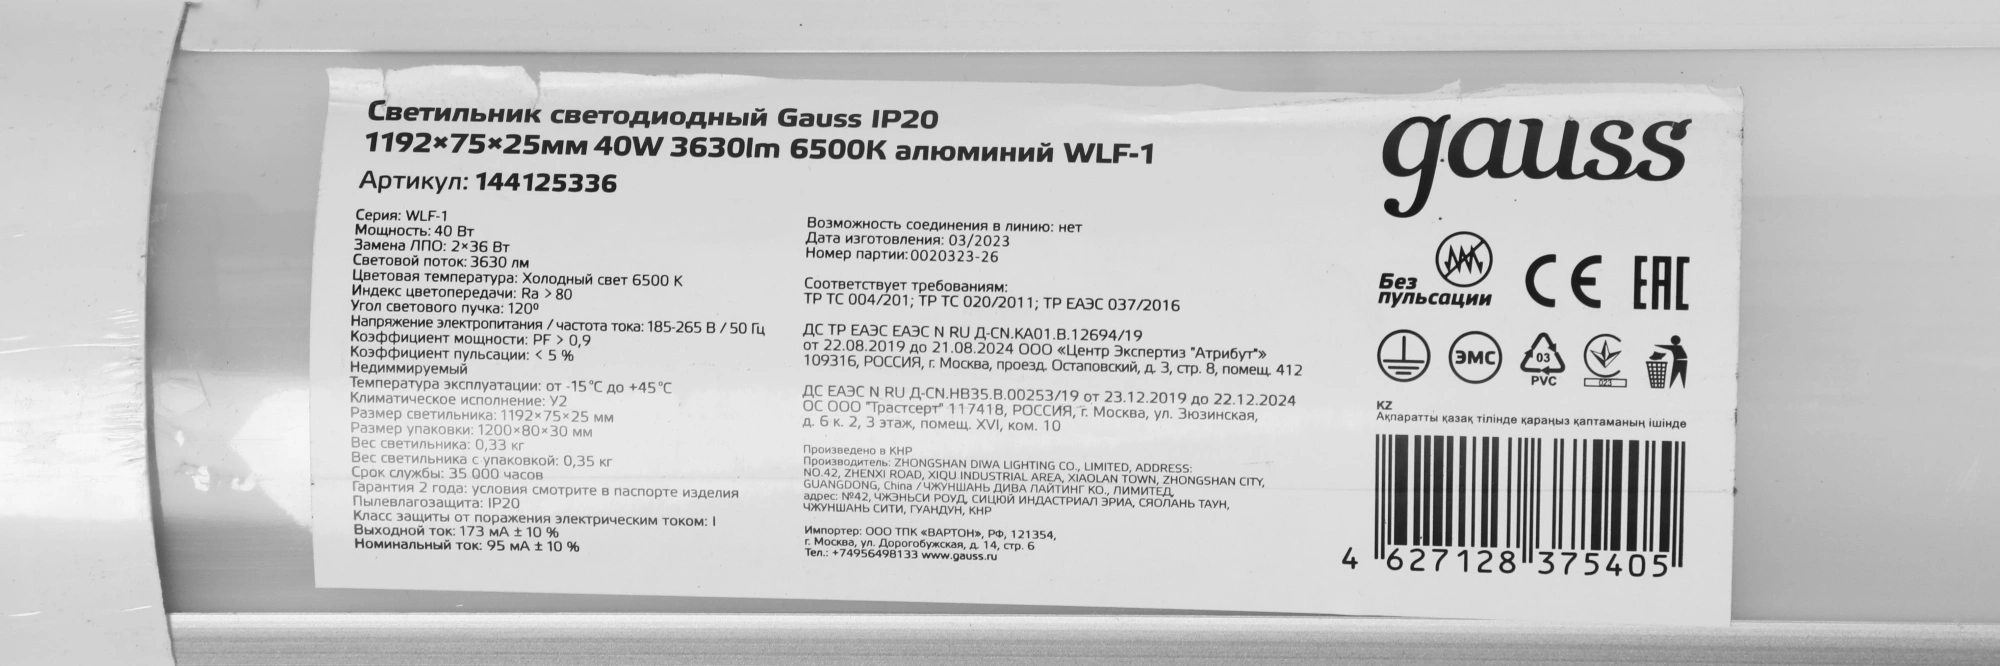 Светильник светодиодный Gauss IP20
1192×75×25мм 40W 3630lm 6500K алюминий WLF-1
Артикул: 144125336
Серия: WLF-1
Мощность: 40 Вт
Замена ЛПО: 2×36 Вт
Световой поток: 3630 лм
Цветовая температура: Холодный свет 6500 К
Индекс цветопередачи: Ra > 80
Угол светового пучка: 120º
Напряжение электропитания / частота тока: 185-265 В / 50 Гц
Коэффициент мощности: PF > 0,9
Коэффициент пульсации: < 5 %
Недиммируемый
Температура эксплуатации: от -15°C до +45°C
Климатическое исполнение: У2
Размер светильника: 1192×75×25 мм
Размер упаковки: 1200×80×30 мм
Вес светильника: 0,33 кг
Вес светильника с упаковкой: 0,35 кг
Срок службы: 35 000 часов
Гарантия 2 года: условия смотрите в паспорте изделия
Пылевлагозащита: IP20
Класс защиты от поражения электрическим током: I
Выходной ток: 173 мА ± 10 %
Номинальный ток: 95 мА ± 10 %
Возможность соединения в линию: нет
Дата изготовления: 03/2023
Номер партии: 0020323-26
Соответствует требованиям:
ТР ТС 004/201; ТР ТС 020/2011; ТР ЕАЭС 037/2016
ДС ТР ЕАЭС ЕАЭС N RU Д-CN.КА01.В.12694/19
от 22.08.2019 до 21.08.2024 ООО «Центр Экспертиз "Атрибут"»
109316, РОССИЯ, г. Москва, проезд. Остаповский, д. 3, стр. 8, помещ. 412
ДС ЕАЭС N RU Д-CN.НВ35.В.00253/19 от 23.12.2019 до 22.12.2024
ОС ООО "Трастсерт" 117418, РОССИЯ, г. Москва, ул. Зюзинская,
д. 6 к. 2, 3 этаж, помещ. XVI, ком. 10
Произведено в КНР
Производитель: ZHONGSHAN DIWA LIGHTING CO., LIMITED, ADDRESS:
NO.42, ZHENXI ROAD, XIQU INDUSTRIAL AREA, XIAOLAN TOWN, ZHONGSHAN CITY,
GUANGDONG, China / ЧЖУНШАНЬ ДИВА ЛАЙТИНГ КО., ЛИМИТЕД,
адрес: №42, ЧЖЭНЬСИ РОУД, СИЦЮЙ ИНДАСТРИАЛ ЭРИА, СЯОЛАНЬ ТАУН,
ЧЖУНШАНЬ СИТИ, ГУАНДУН, КНР
Импортер: ООО ТПК «ВАРТОН», РФ, 121354,
г. Москва, ул. Дорогобужская, д. 14, стр. 6
Тел.: +74956498133 www.gauss.ru
gauss
Без
пульсации
CE EAC
ЭМС
03
PVC
023
KZ
Ақпаратты қазақ тілінде қараңыз қаптаманың ішінде
4 627128 375405